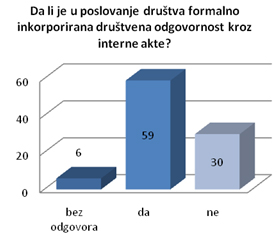 Da li je u poslovanje društva formalno
inkorporirana društvena odgovornost kroz
interne akte?
60
40
20
0
6
59
30
bez
odgovora
da
ne